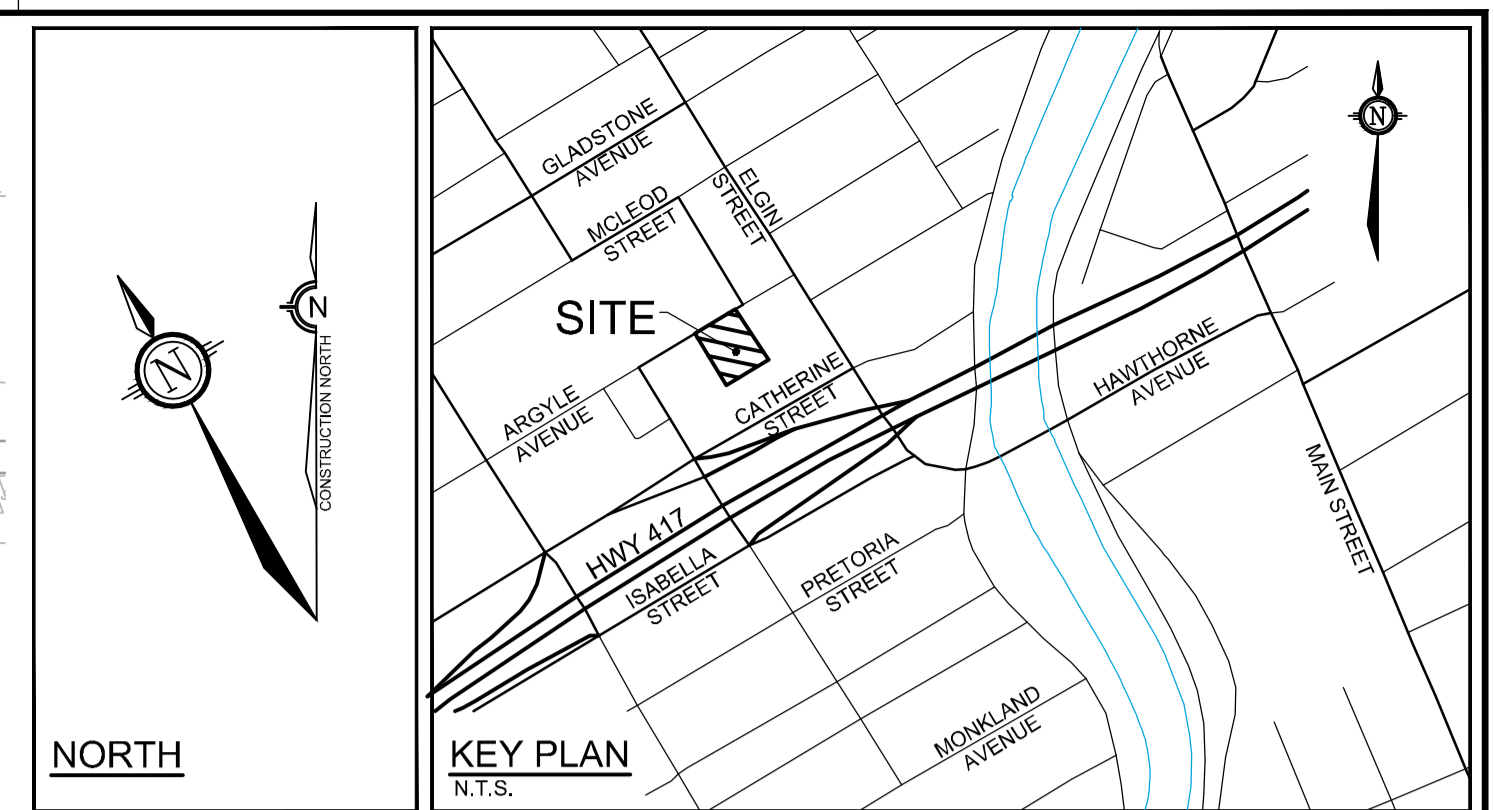 N
N
CONSTRUCTION NORTH
NORTH
GLADSTONE
AVENUE
MCLEOD
STREET
ELGIN
STREET
N
SITE
ARGYLE
AVENUE
CATHERINE
STREET
HAWTHORNE
AVENUE
MAIN STREET
HWY 417
ISABELLA
STREET
PRETORIA
STREET
MONKLAND
AVENUE
KEY PLAN
N.T.S.